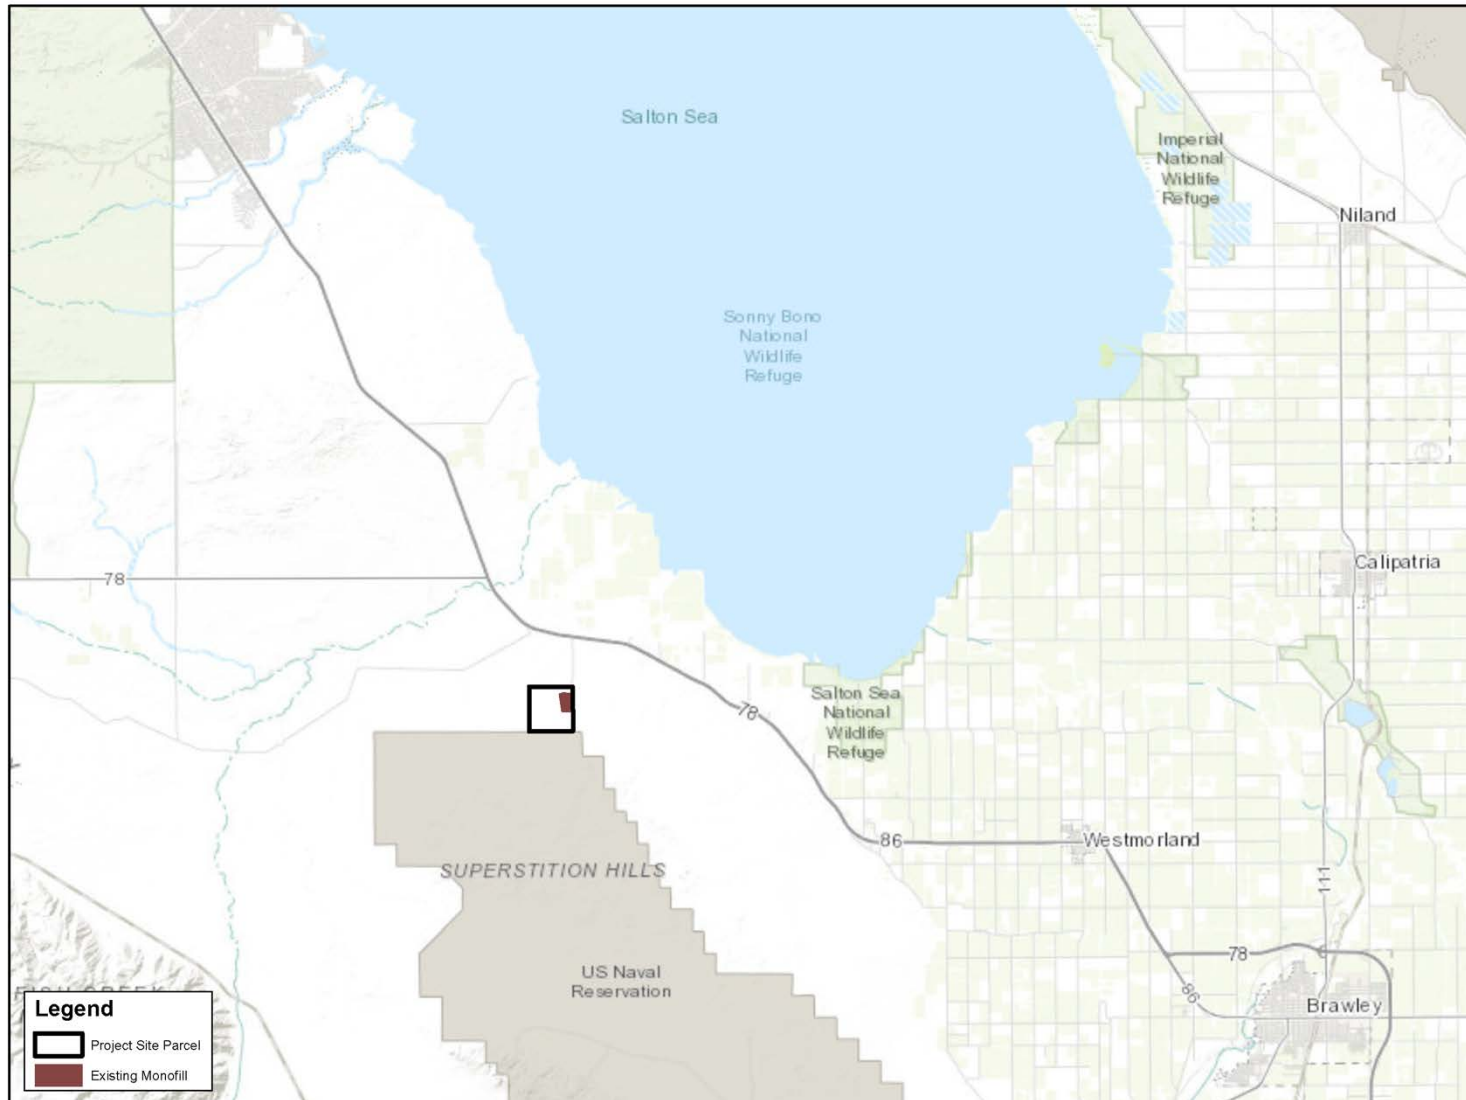 Salton Sea
Imperial
National
Wildlife
Refuge
Niland
Sonny Bono
National
Wildlife
Refuge
78
Calipatria
Salton Sea
National
Wildlife
Refuge
78
86
Westmorland
SUPERSTITION HILLS
111
US Naval
Reservation
78
86
Brawley
Legend
Project Site Parcel
Existing Monofill